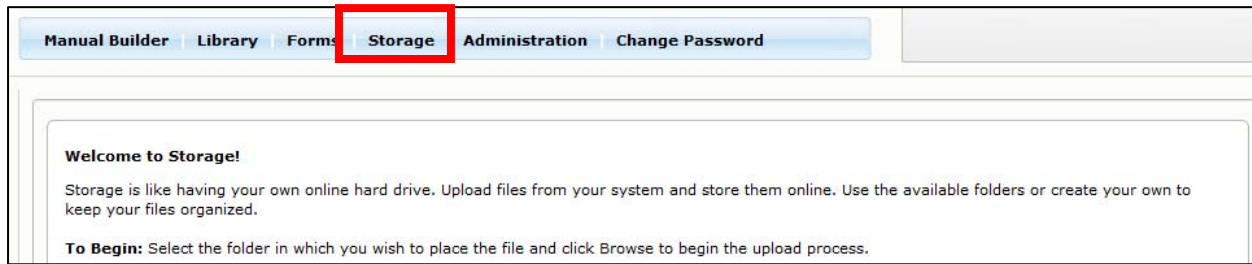 Manual Builder Library Forms Storage Administration Change Password
Welcome to Storage!
Storage is like having your own online hard drive. Upload files from your system and store them online. Use the available folders or create your own to
keep your files organized.
To Begin: Select the folder in which you wish to place the file and click Browse to begin the upload process.